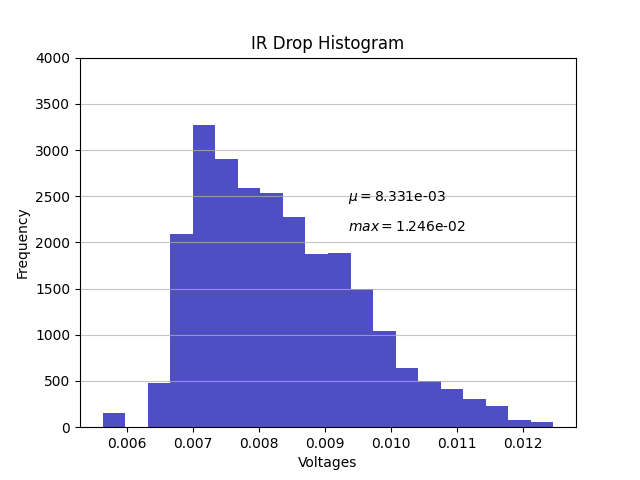 IR Drop Histogram
4000
3500
3000
2500
2000
1500
1000
500
0
Frequency
μ = 8.331e-03
max = 1.246e-02
0.006 0.007 0.008 0.009 0.010 0.011 0.012
Voltages